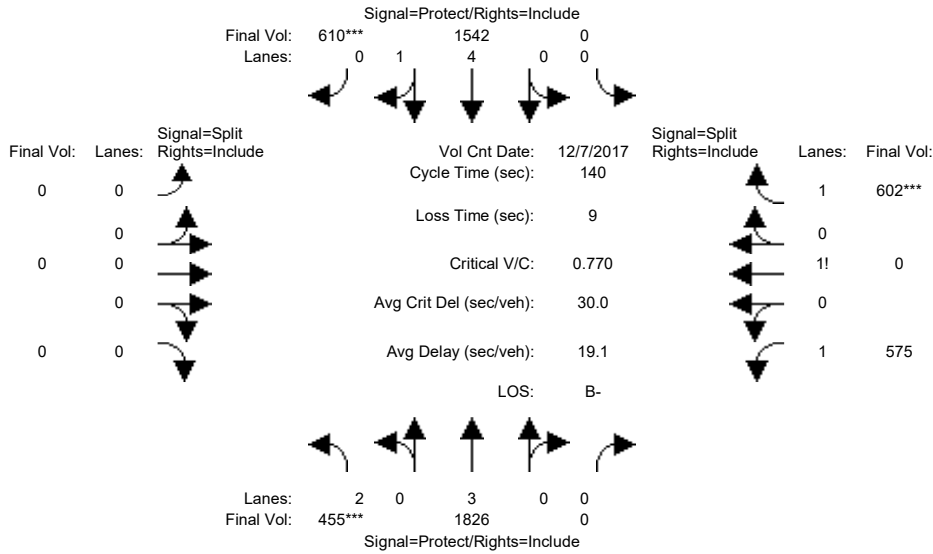 Signal=Protect/Rights=Include
Final Vol: 610*** 1542 0
Lanes: 0 1 4 0 0
Signal=Split Signal=Split
Final Vol: Lanes: Rights=Include Vol Cnt Date: 12/7/2017 Rights=Include Lanes: Final Vol:
Cycle Time (sec): 140
0 0 1 602***
Loss Time (sec): 9
0 0
0 0 Critical V/C: 0.770 1! 0
0 Avg Crit Del (sec/veh): 30.0 0
0 0 Avg Delay (sec/veh): 19.1 1 575
LOS: B-
Lanes: 2 0 3 0 0
Final Vol: 455*** 1826 0
Signal=Protect/Rights=Include